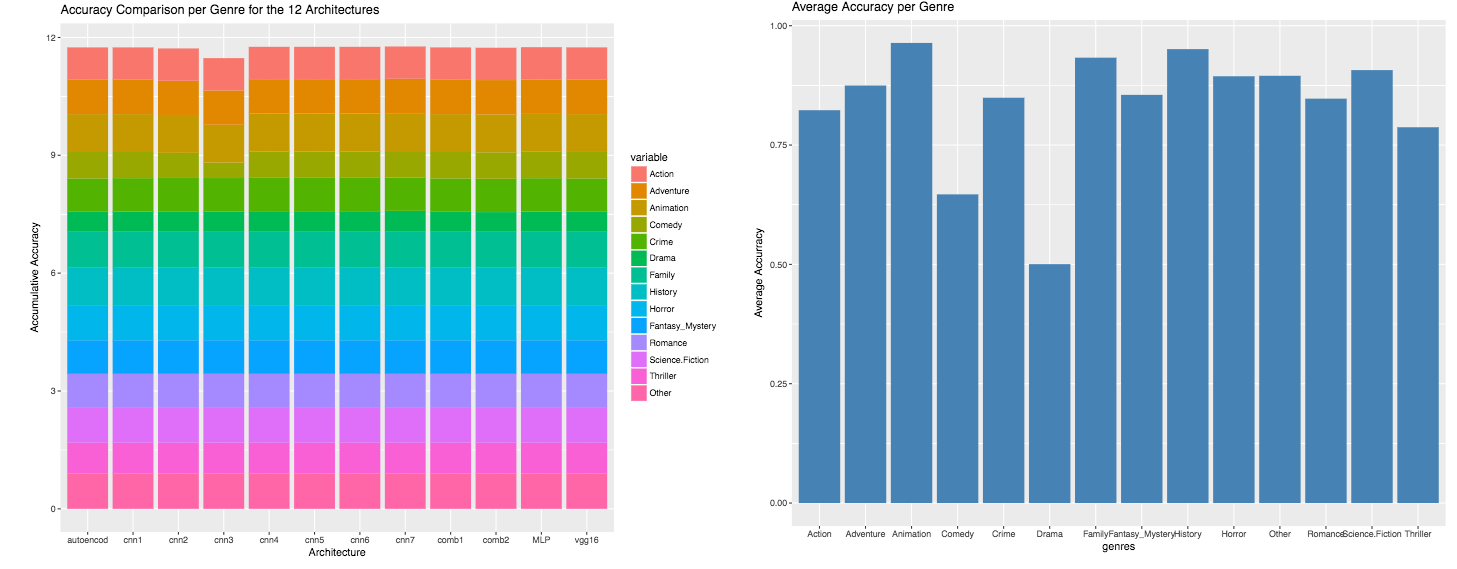 Accuracy Comparison per Genre for the 12 Architectures
12
9
6
3
0
Accumulative Accuracy
autoencod cnn1 cnn2 cnn3 cnn4 cnn5 cnn6 cnn7 comb1 comb2 MLP vgg16
Architecture
variable
Action
Adventure
Animation
Comedy
Crime
Drama
Family
History
Horror
Fantasy_Mystery
Romance
Science.Fiction
Thriller
Other
Average Accuracy per Genre
1.00
0.75
0.50
0.25
0.00
Average Accurracy
Action Adventure Animation Comedy Crime Drama Family Fantasy_Mystery History Horror Other Romance Science.Fiction Thriller
genres